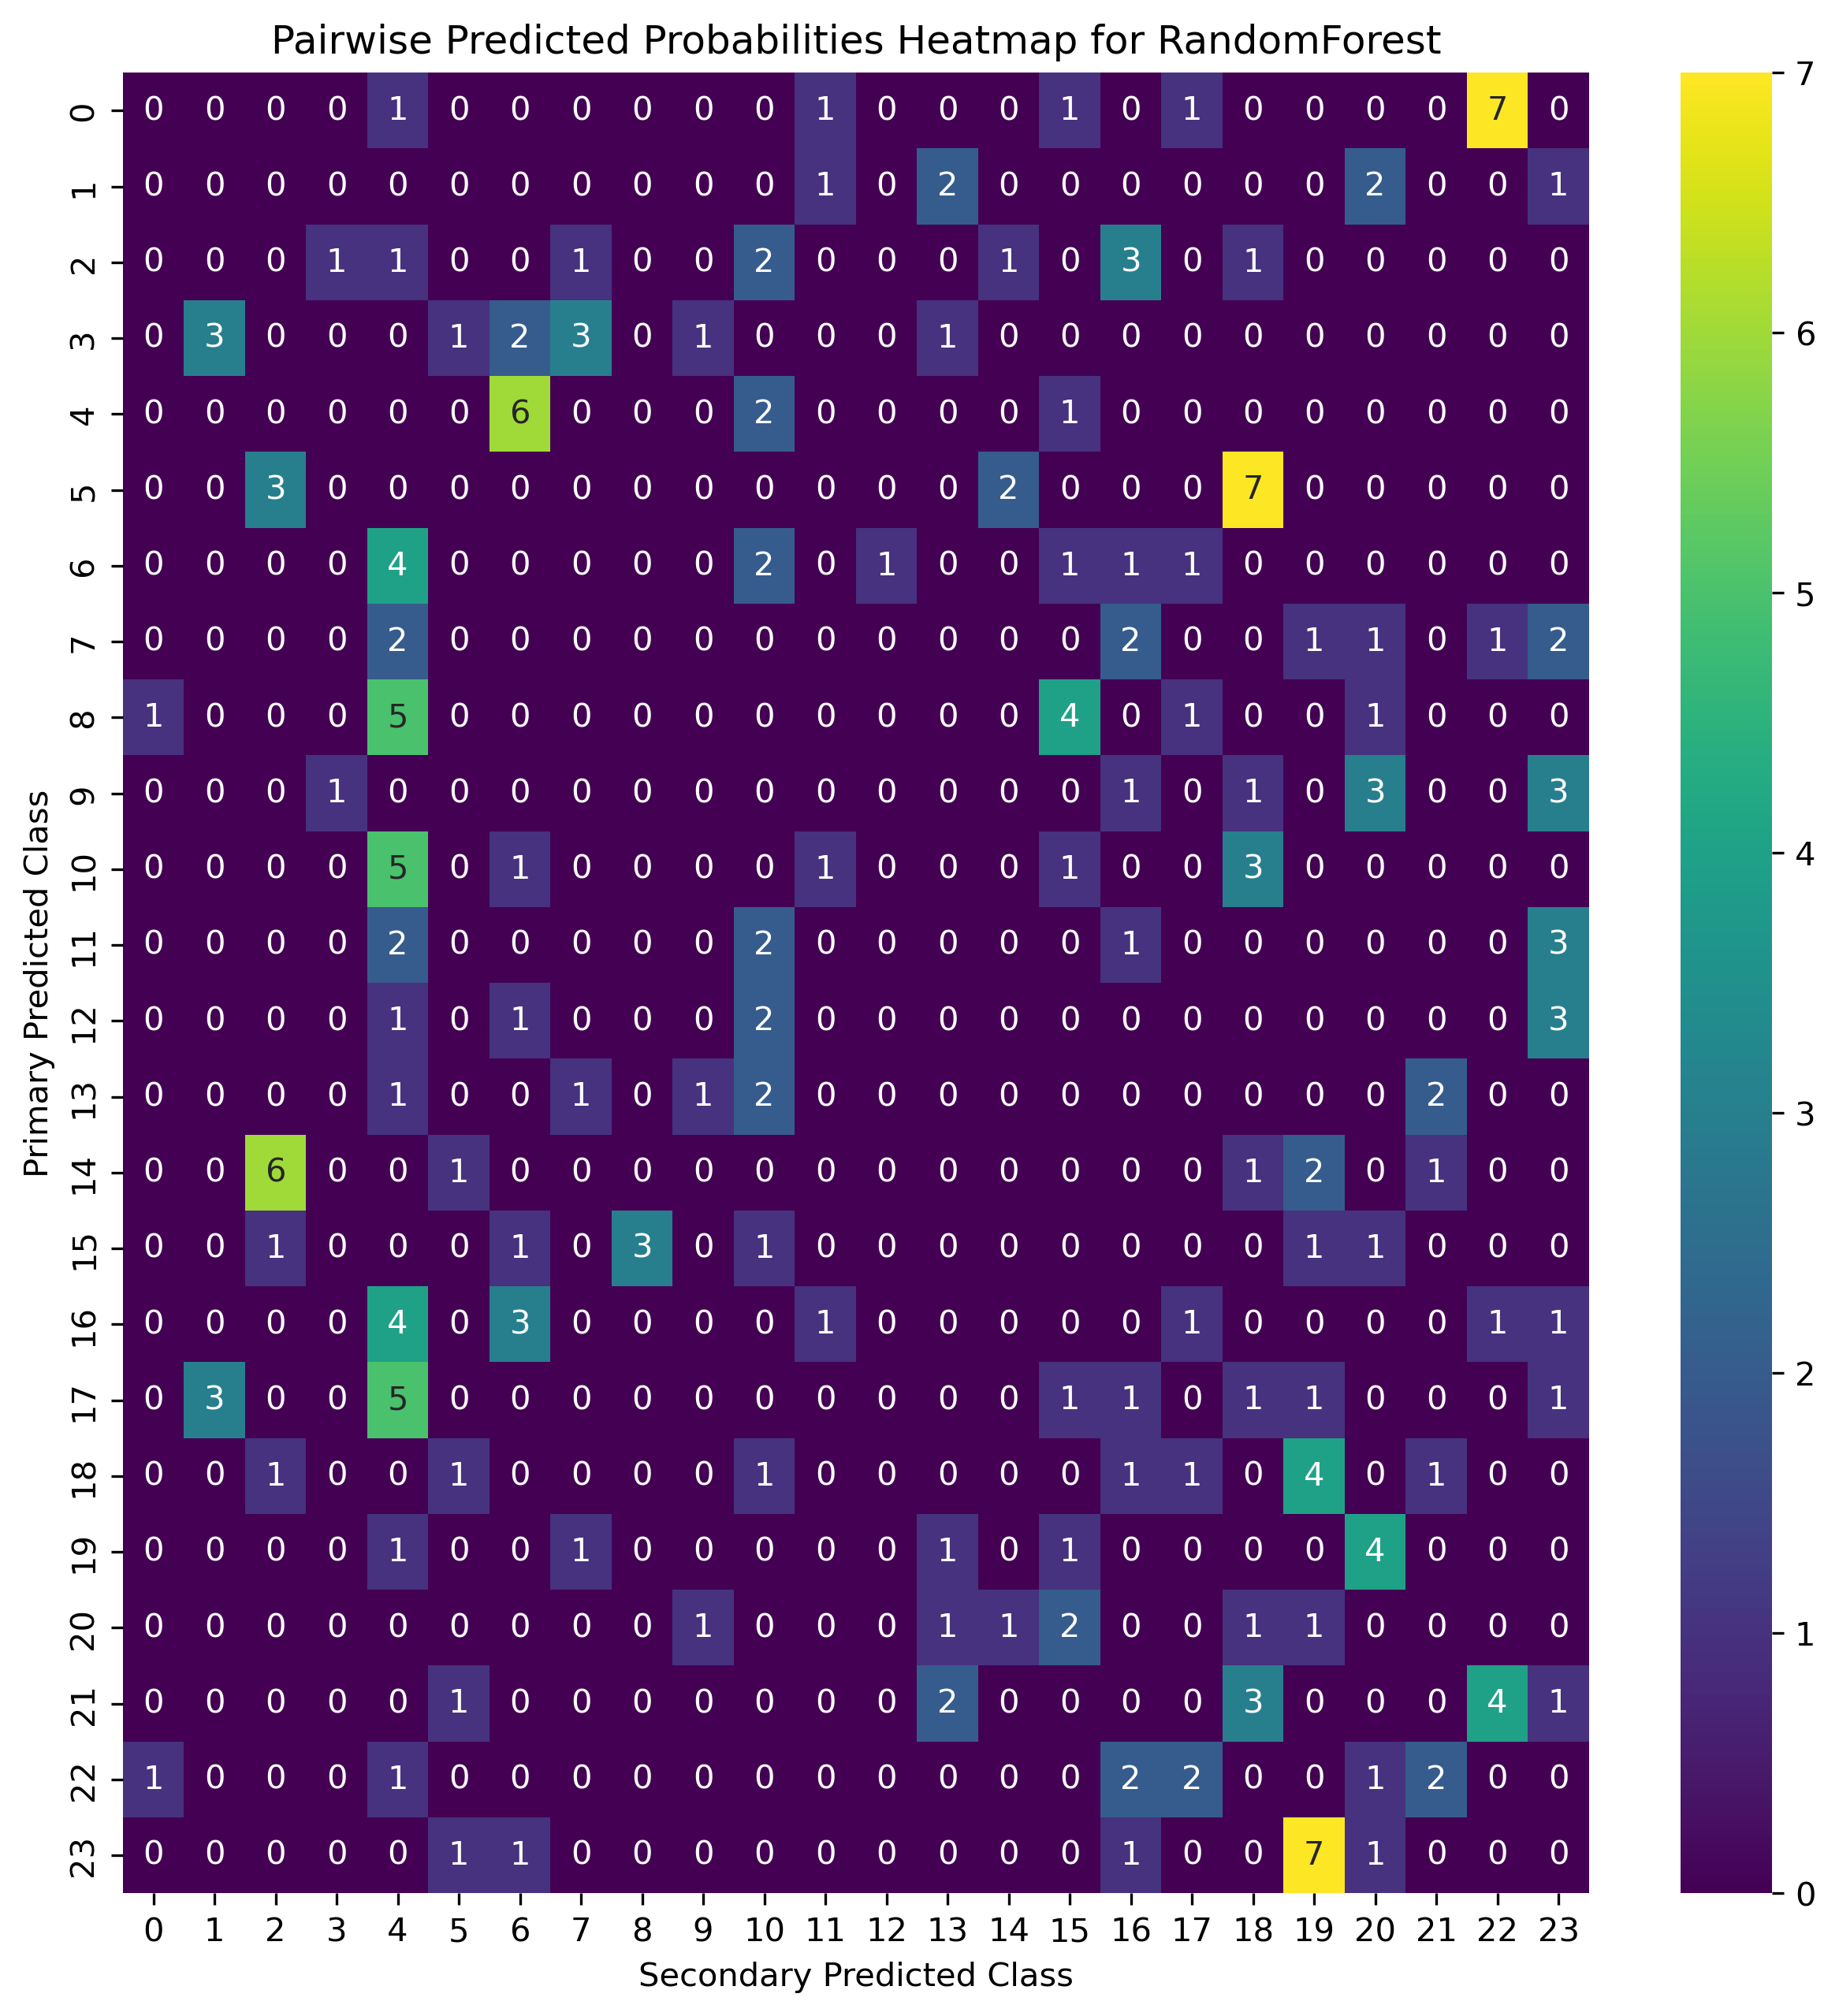 Pairwise Predicted Probabilities Heatmap for RandomForest
0 0 0 0 0 1 0 0 0 0 0 0 1 0 0 0 1 0 1 0 0 0 0 7 0
1 0 0 0 0 0 0 0 0 0 0 0 1 0 2 0 0 0 0 0 0 2 0 0 1
2 0 0 0 1 1 0 0 1 0 0 2 0 0 0 1 0 3 0 1 0 0 0 0 0
3 0 3 0 0 0 1 2 3 0 1 0 0 0 1 0 0 0 0 0 0 0 0 0 0
4 0 0 0 0 0 0 6 0 0 0 2 0 0 0 0 1 0 0 0 0 0 0 0 0
5 0 0 3 0 0 0 0 0 0 0 0 0 0 0 2 0 0 0 7 0 0 0 0 0
6 0 0 0 0 4 0 0 0 0 0 2 0 1 0 0 1 1 1 0 0 0 0 0 0
7 0 0 0 0 2 0 0 0 0 0 0 0 0 0 0 0 2 0 0 1 1 0 1 2
8 1 0 0 0 5 0 0 0 0 0 0 0 0 0 0 4 0 1 0 0 1 0 0 0
9 0 0 0 1 0 0 0 0 0 0 0 0 0 0 0 0 1 0 1 0 3 0 0 3
10 0 0 0 0 5 0 1 0 0 0 0 1 0 0 0 1 0 0 3 0 0 0 0 0
11 0 0 0 0 2 0 0 0 0 0 2 0 0 0 0 0 1 0 0 0 0 0 0 3
12 0 0 0 0 1 0 1 0 0 0 2 0 0 0 0 0 0 0 0 0 0 0 0 3
13 0 0 0 0 1 0 0 1 0 1 2 0 0 0 0 0 0 0 0 0 0 2 0 0
14 0 0 6 0 0 1 0 0 0 0 0 0 0 0 0 0 0 0 1 2 0 1 0 0
15 0 0 1 0 0 0 1 0 3 0 1 0 0 0 0 0 0 0 0 1 1 0 0 0
16 0 0 0 0 4 0 3 0 0 0 0 1 0 0 0 0 0 1 0 0 0 0 1 1
17 0 3 0 0 5 0 0 0 0 0 0 0 0 0 0 1 1 0 1 1 0 0 0 1
18 0 0 1 0 0 1 0 0 0 0 1 0 0 0 0 0 1 1 0 4 0 1 0 0
19 0 0 0 0 1 0 0 1 0 0 0 0 0 1 0 1 0 0 0 0 4 0 0 0
20 0 0 0 0 0 0 0 0 0 1 0 0 0 1 1 2 0 0 1 1 0 0 0 0
21 0 0 0 0 0 1 0 0 0 0 0 0 0 2 0 0 0 0 3 0 0 0 4 1
22 1 0 0 0 1 0 0 0 0 0 0 0 0 0 0 0 2 2 0 0 1 2 0 0
23 0 0 0 0 0 1 1 0 0 0 0 0 0 0 0 0 1 0 0 7 1 0 0 0
0 1 2 3 4 5 6 7 8 9 10 11 12 13 14 15 16 17 18 19 20 21 22 23
Secondary Predicted Class
Primary Predicted Class
7
6
5
4
3
2
1
0